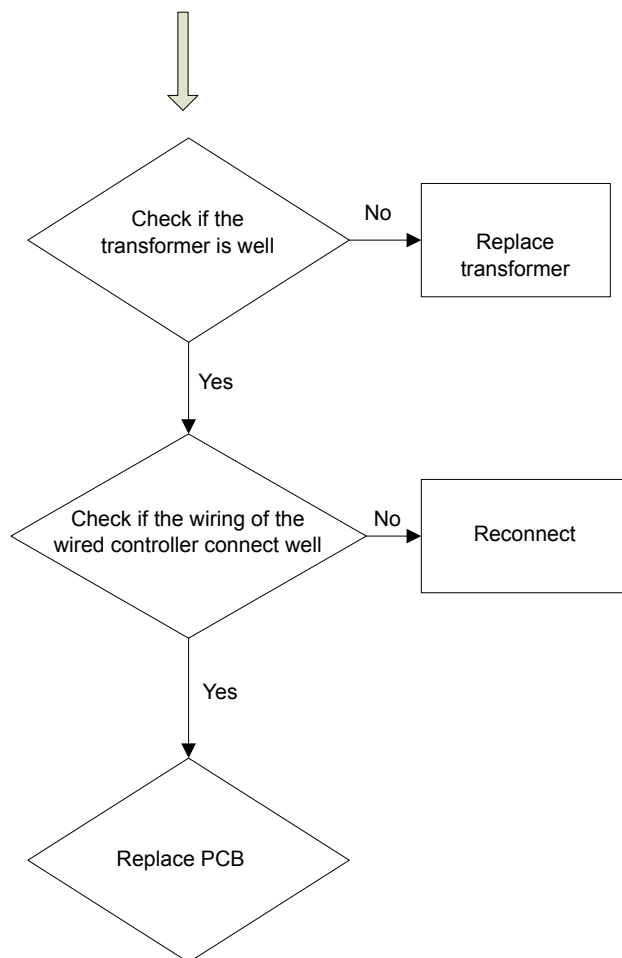 Check if the
transformer is well
No
Replace
transformer
Yes
Check if the wiring of the
wired controller connect well
No
Reconnect
Yes
Replace PCB